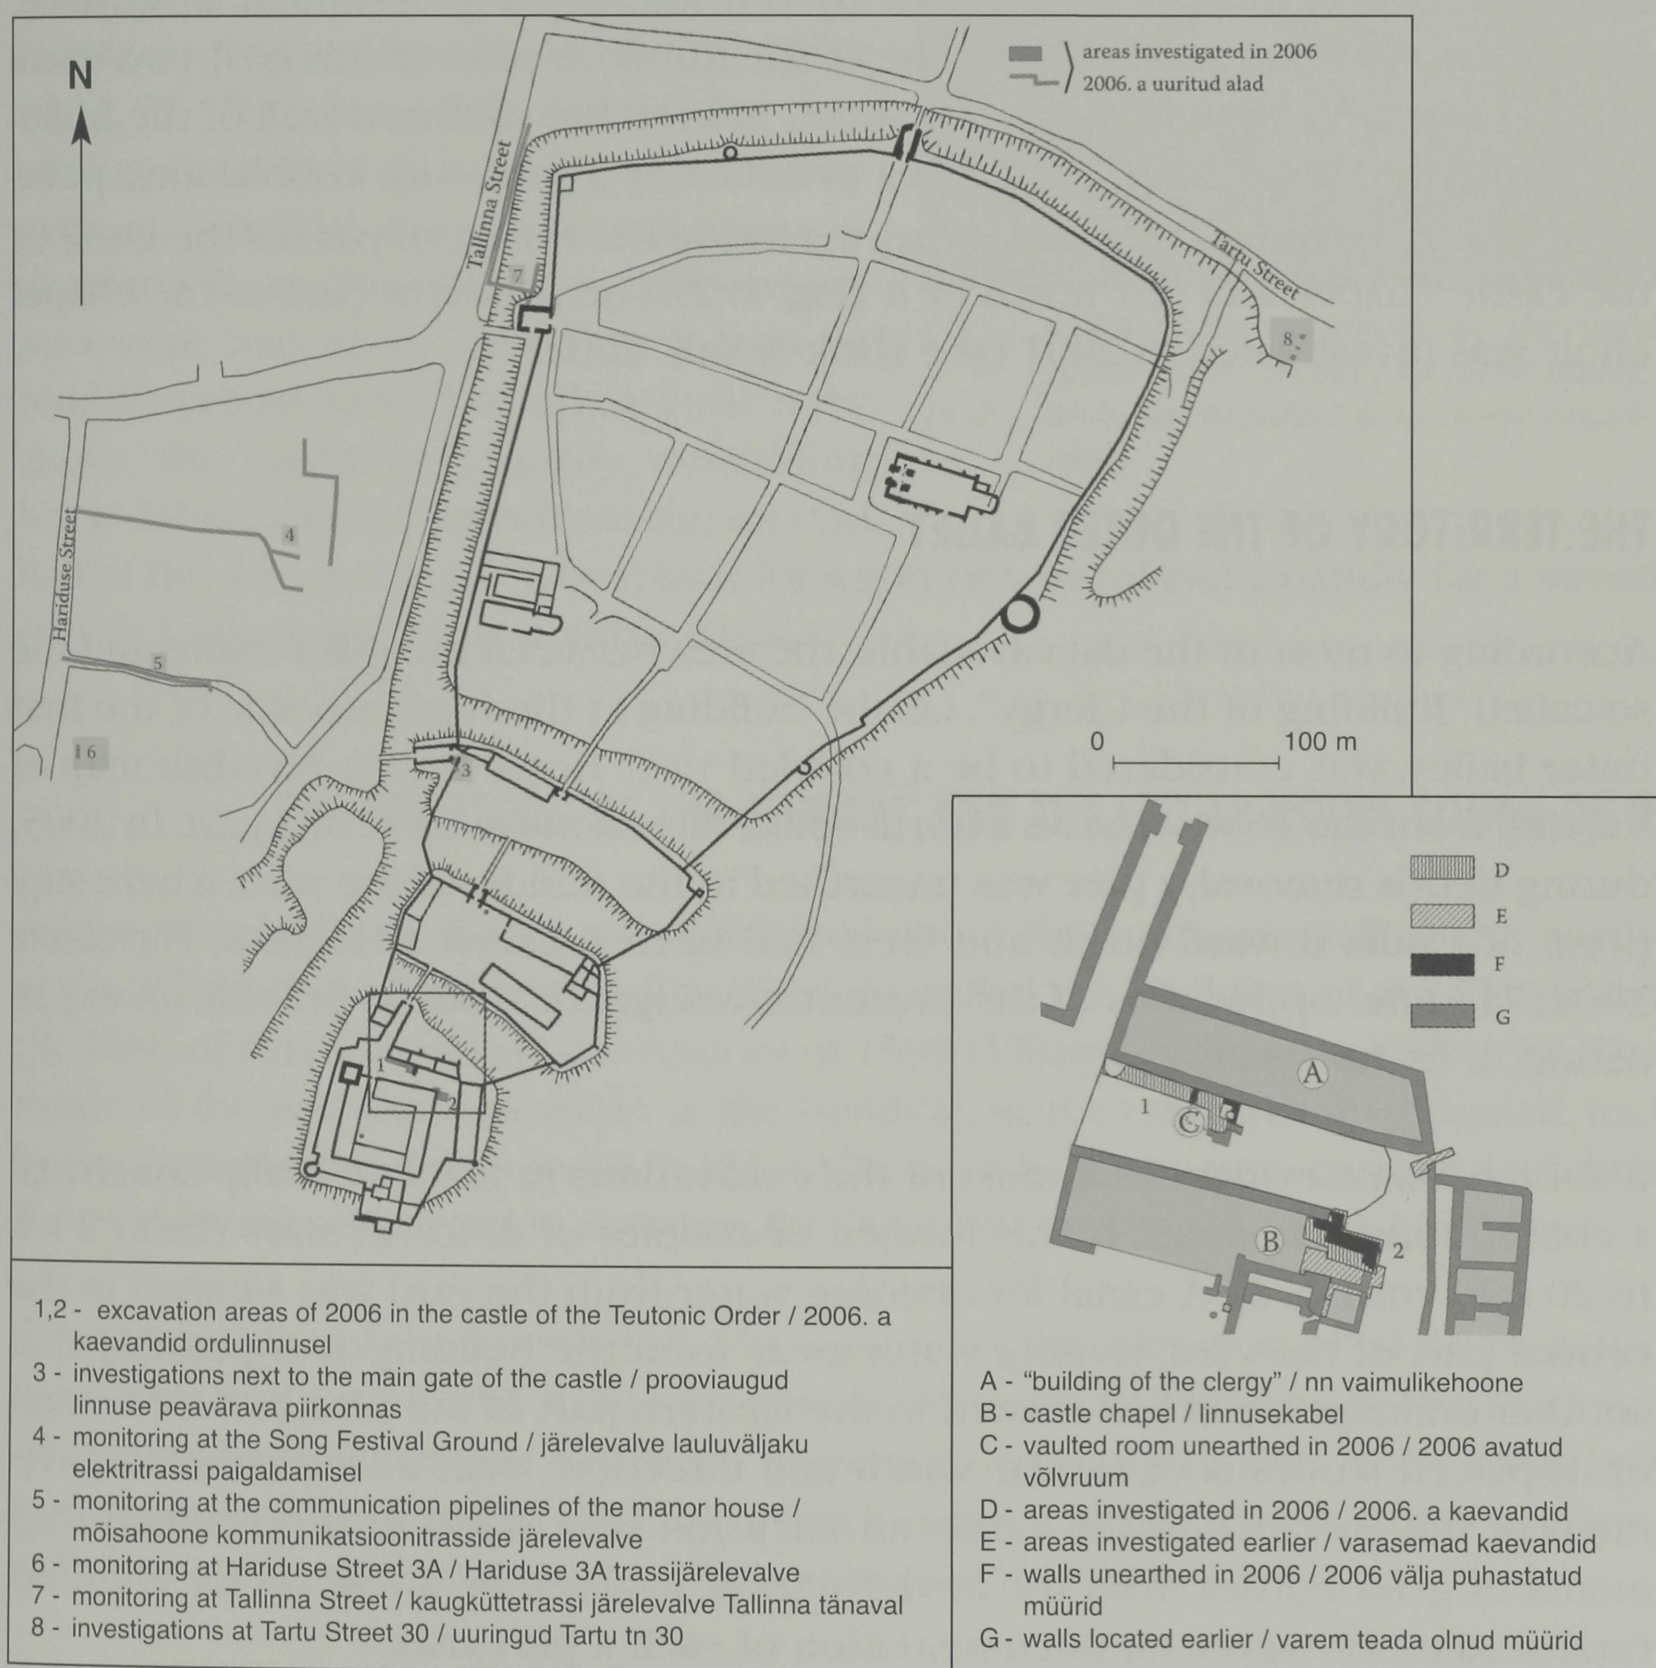 N
areas investigated in 2006
2006. a uuritud alad
Tallinna Street
Tartu Street
7
8
4
Hariduse Street
5
6
3
0 100 m
1
2
D
E
F
G
A
1
C
B
2
1,2 - excavation areas of 2006 in the castle of the Teutonic Order / 2006. a
kaevandid ordulinnusel
3 - investigations next to the main gate of the castle / prooviaugud
linnuse peavärava piirkonnas
4 - monitoring at the Song Festival Ground / järelevalve lauluväljaku
elektritrassi paigaldamisel
5 - monitoring at the communication pipelines of the manor house /
mõisahoone kommunikatsioonitrasside järelevalve
6 - monitoring at Hariduse Street 3A / Hariduse 3A trassijärelevalve
7 - monitoring at Tallinna Street / kaugküttetrassi järelevalve Tallinna tänaval
8 - investigations at Tartu Street 30 / uuringud Tartu tn 30
A - “building of the clergy” / nn vaimulikehoone
B - castle chapel / linnusekabel
C - vaulted room unearthed in 2006 / 2006 avatud
võlvruum
D - areas investigated in 2006 / 2006. a kaevandid
E - areas investigated earlier / varasemad kaevandid
F - walls unearthed in 2006 / 2006 välja puhastatud
müürid
G - walls located earlier / varem teada olnud müürid